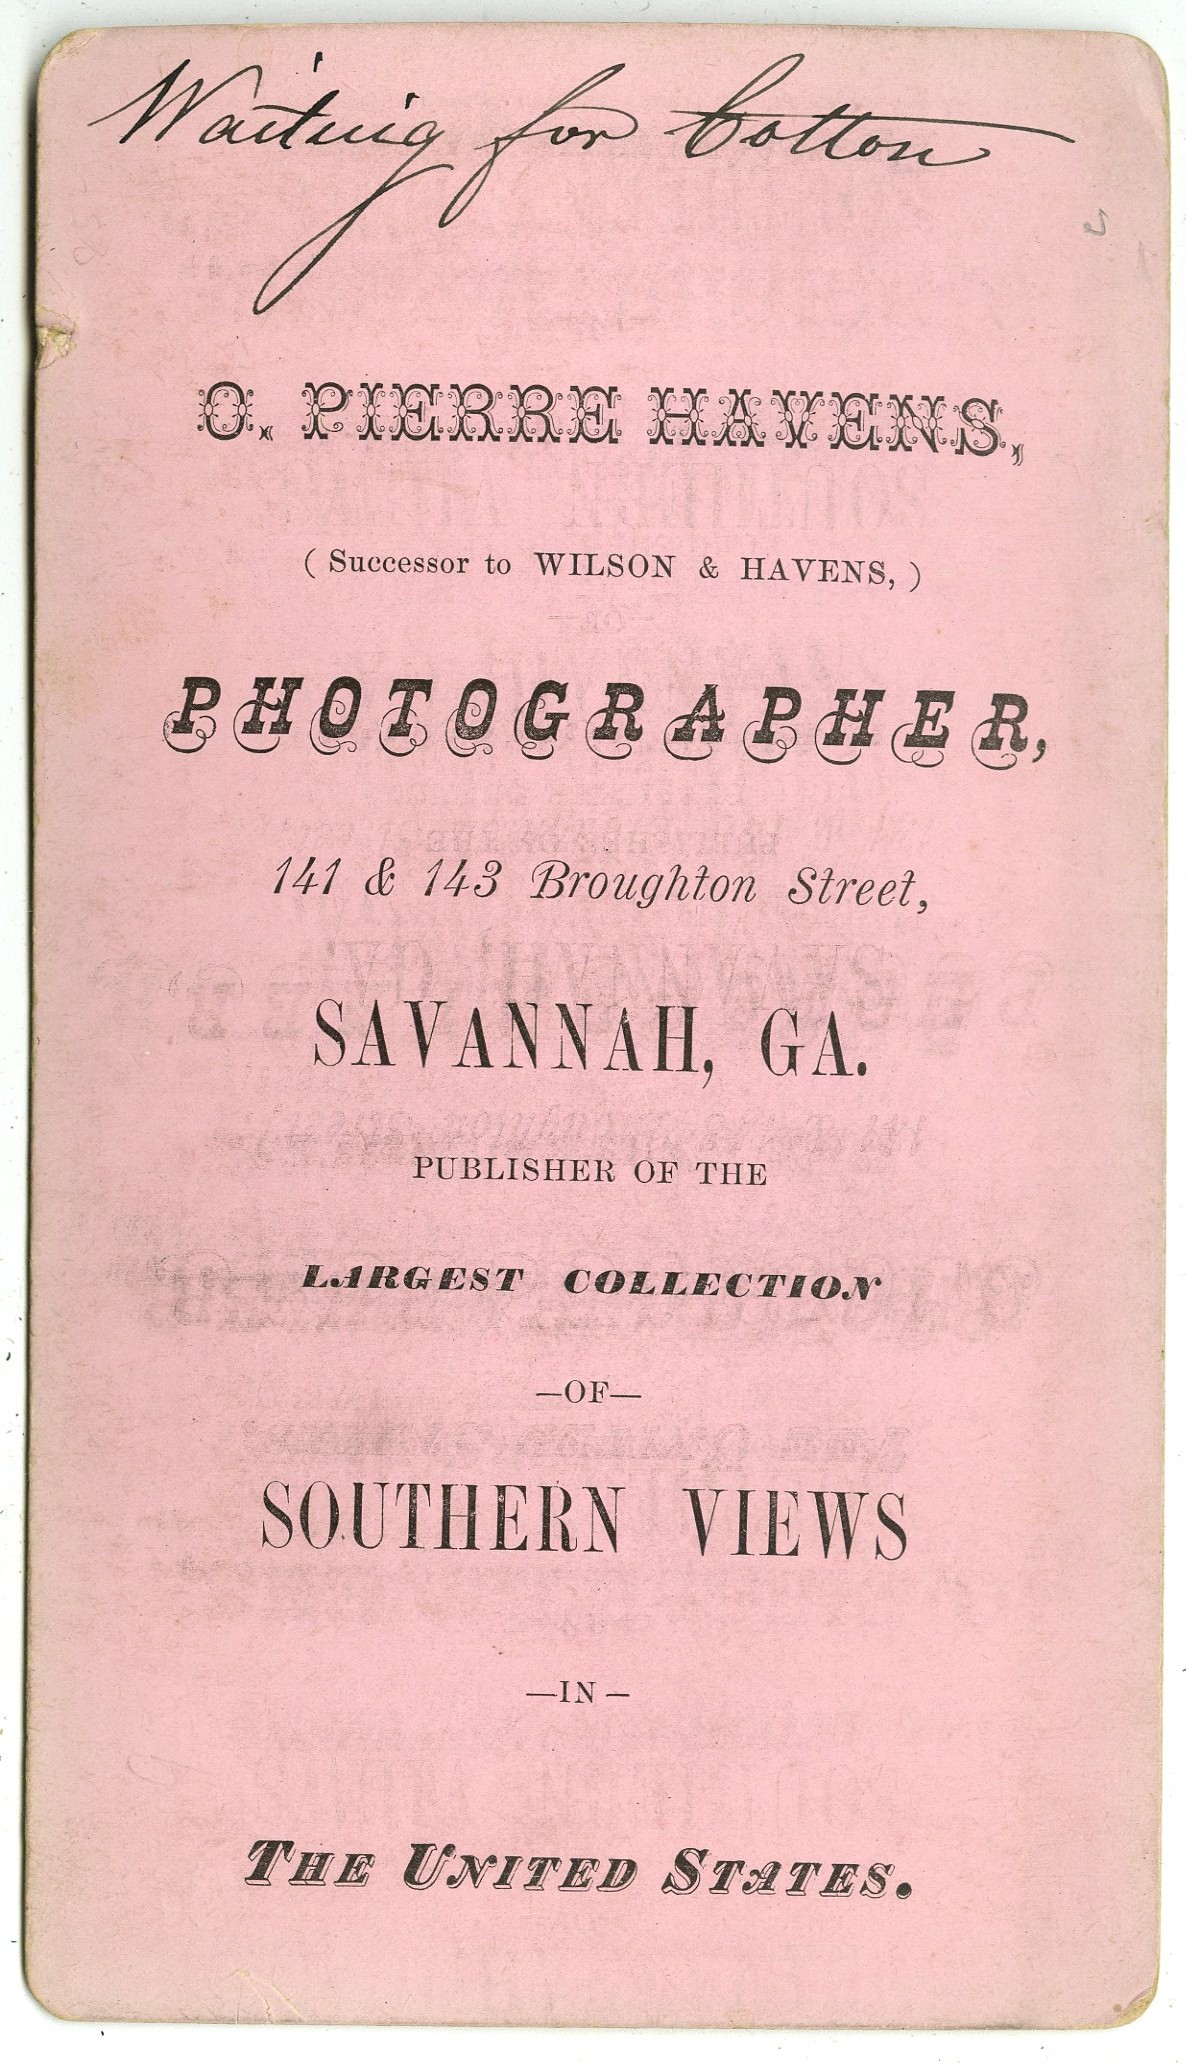 Waiting for Cotton
O. PIERRE HAVENS,
( Successor to WILSON & HAVENS, )
PHOTOGRAPHER,
141 & 143 Broughton Street,
SAVANNAH, GA.
PUBLISHER OF THE
LARGEST COLLECTION
—OF—
SOUTHERN VIEWS
—IN—
THE UNITED STATES.